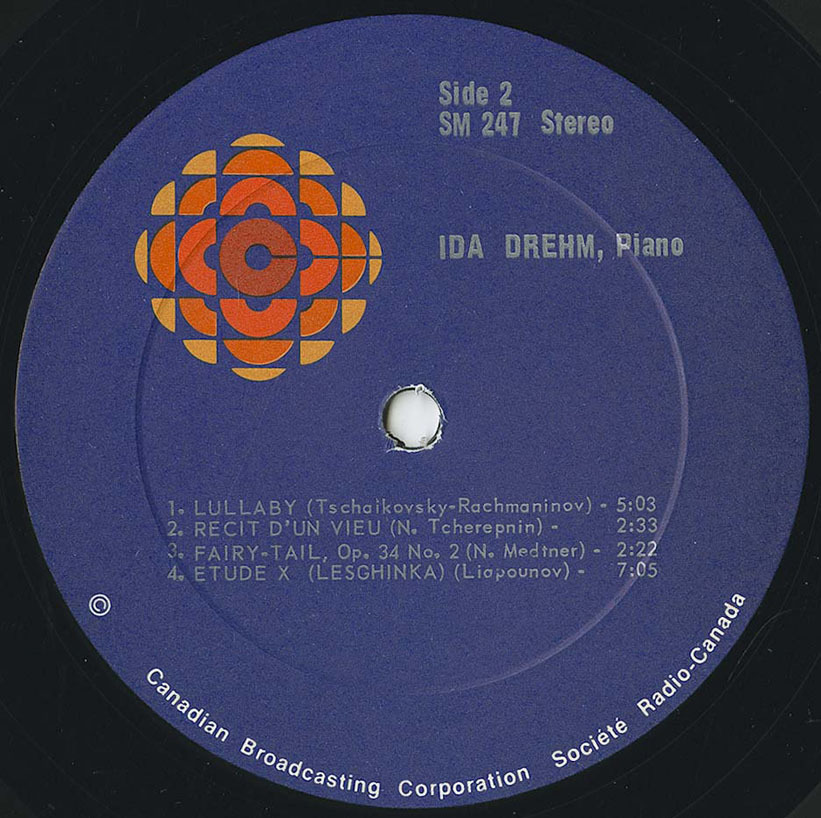 Side 2
SM 247 Stereo
IDA DREHM, Piano
1. LULLABY (Tschaikovsky-Rachmaninov) - 5:03
2. RECIT D'UN VIEU (N. Tcherepnin) - 2:33
3. FAIRY-TAIL, Op. 34 No. 2 (N. Medtner) - 2:22
4. ETUDE X (LESGHINKA) (Liapounov) - 7:05
© Canadian Broadcasting Corporation Société Radio-Canada